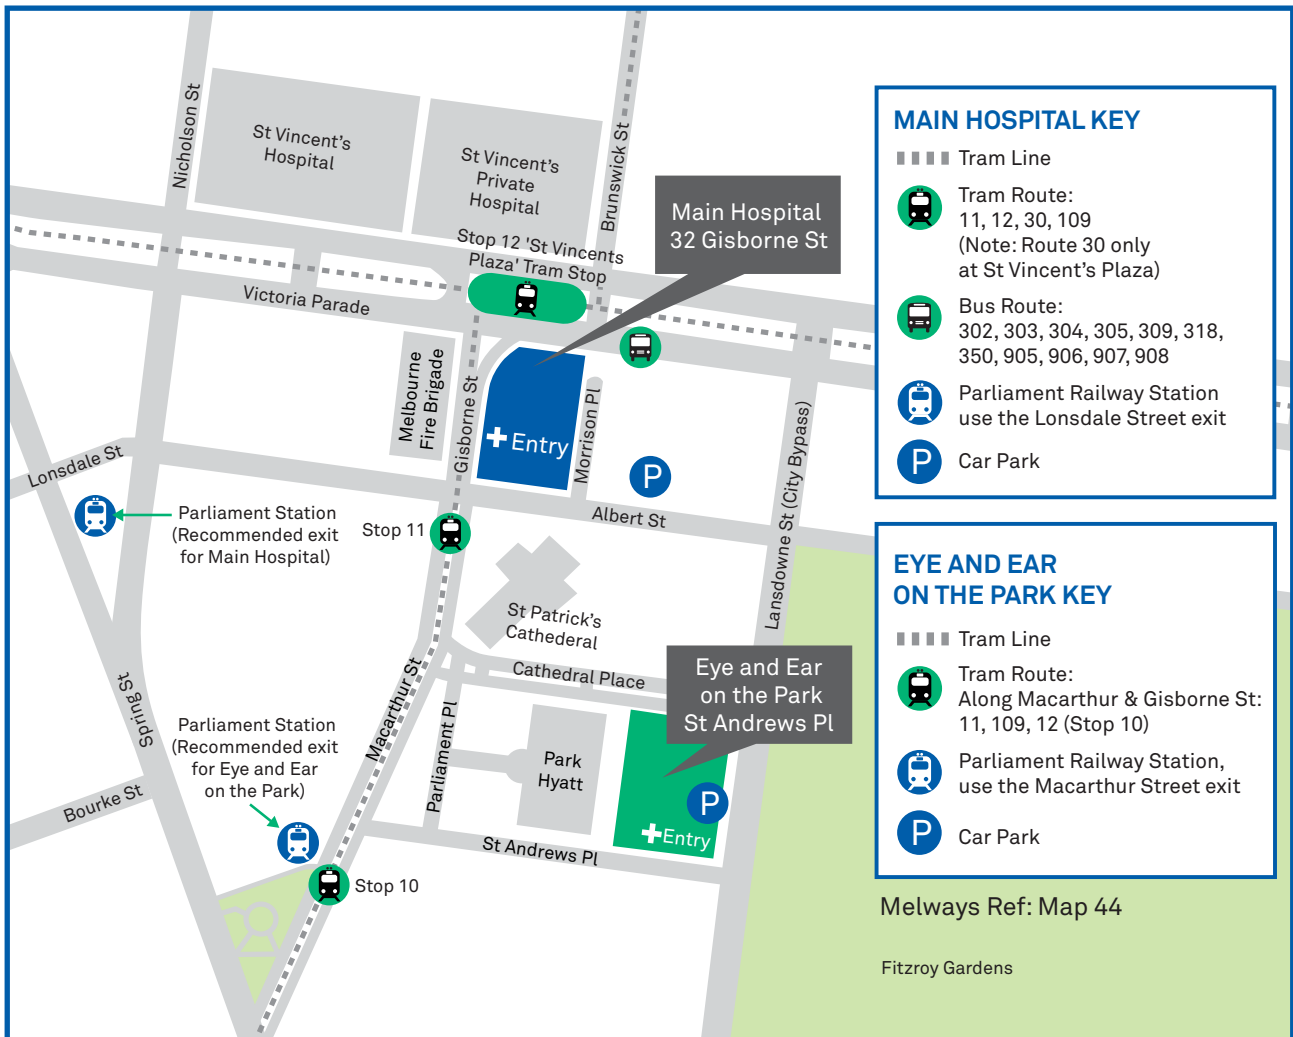 Nicholson St
St Vincent's
Hospital
St Vincent's
Private
Hospital
Brunswick St
Main Hospital
32 Gisborne St
Stop 12 'St Vincents
Plaza' Tram Stop
Victoria Parade
Melbourne
Fire Brigade
Gisborne St
Entry
Morrison Pl
P
Lansdowne St (City Bypass)
Lonsdale St
Parliament Station
(Recommended exit
for Main Hospital)
Stop 11
Albert St
St Patrick's
Cathederal
Cathedral Place
Eye and Ear
on the Park
St Andrews Pl
Spring St
Macarthur St
Parliament Pl
Park
Hyatt
P
Entry
Parliament Station
(Recommended exit
for Eye and Ear
on the Park)
Bourke St
St Andrews Pl
Stop 10
MAIN HOSPITAL KEY
Tram Line
Tram Route:
11, 12, 30, 109
(Note: Route 30 only
at St Vincent's Plaza)
Bus Route:
302, 303, 304, 305, 309, 318,
350, 905, 906, 907, 908
Parliament Railway Station
use the Lonsdale Street exit
P
Car Park
EYE AND EAR
ON THE PARK KEY
Tram Line
Tram Route:
Along Macarthur & Gisborne St:
11, 109, 12 (Stop 10)
Parliament Railway Station,
use the Macarthur Street exit
P
Car Park
Melways Ref: Map 44
Fitzroy Gardens